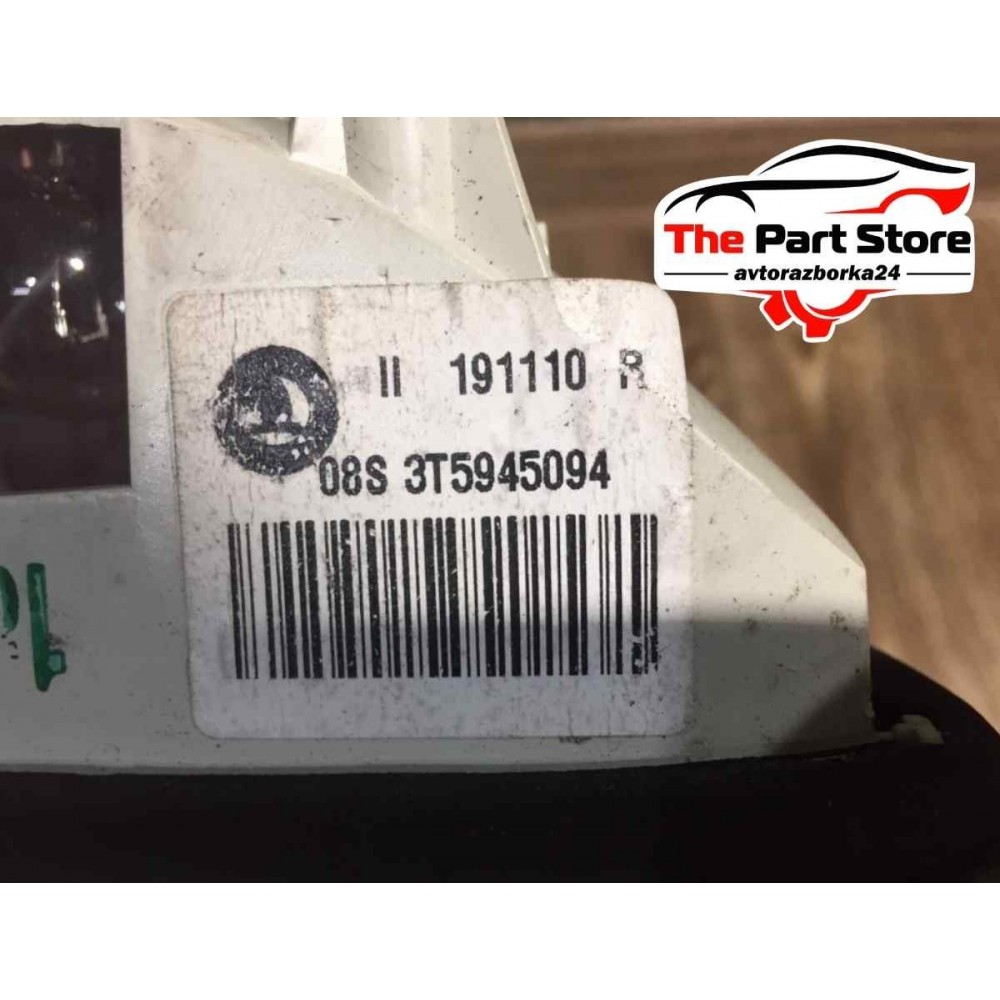 The Part Store
avtorazborka24
II 191110 R
08S 3T5945094